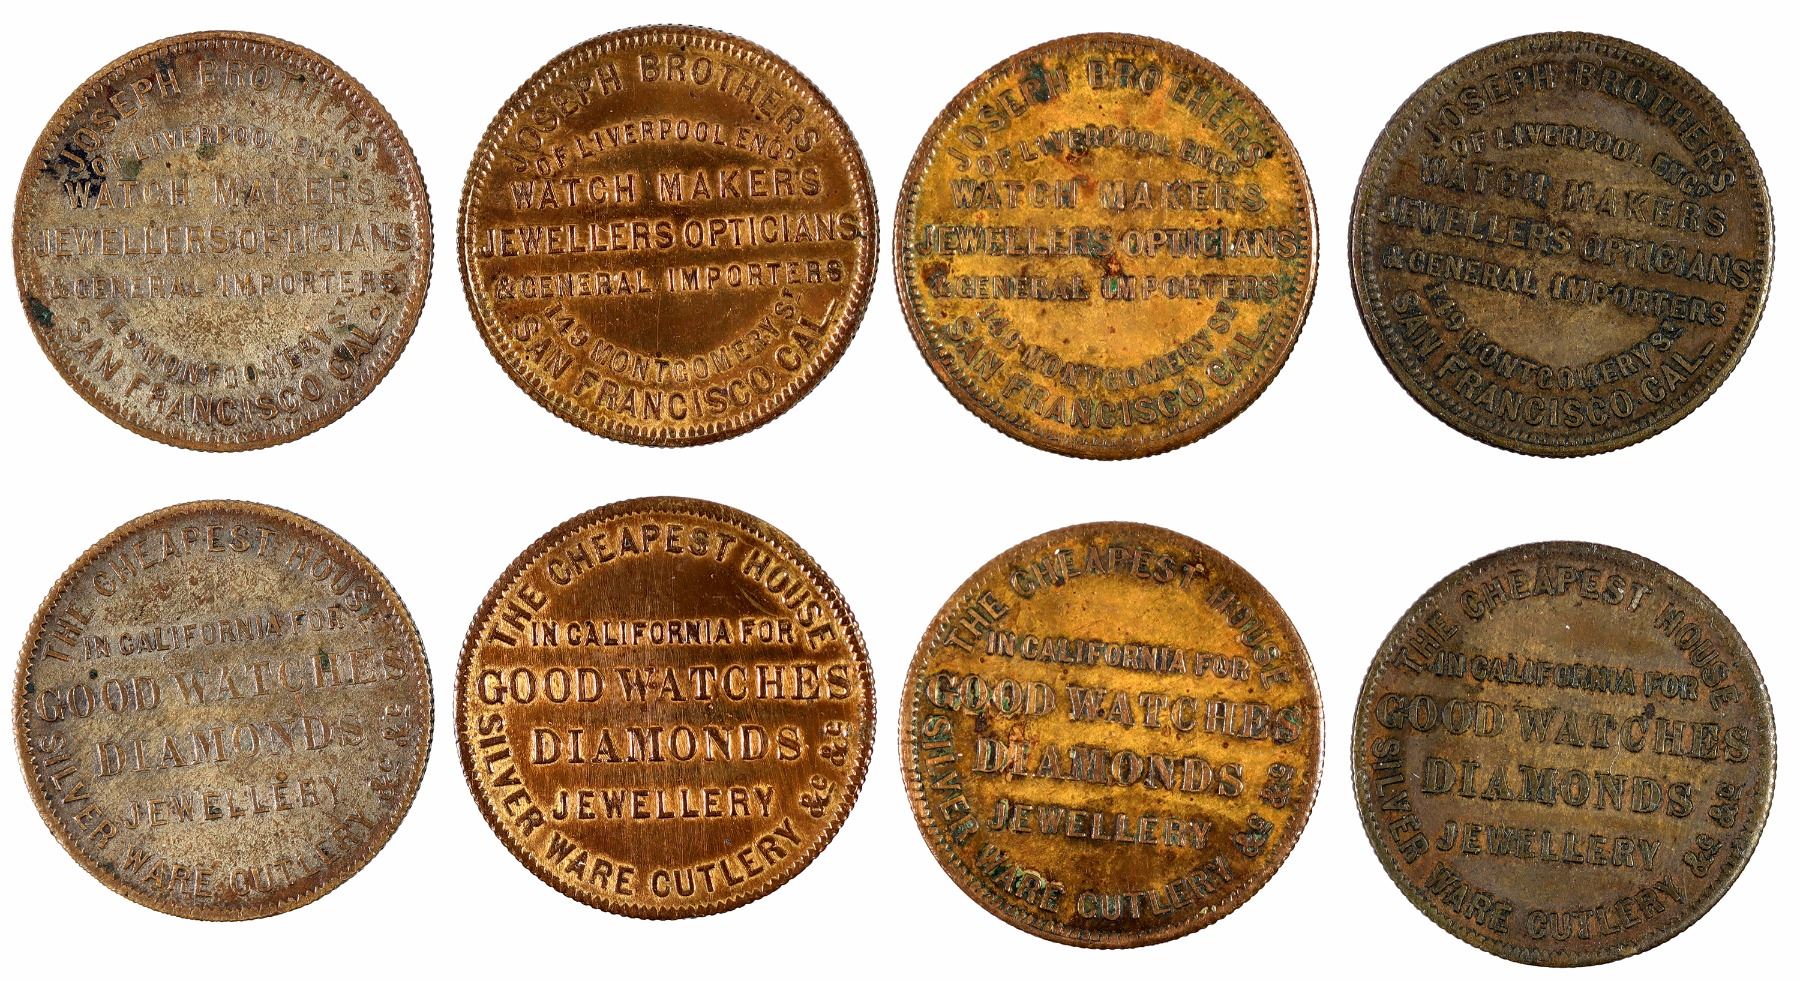 JOSEPH BROTHERS
OF LIVERPOOL ENGD
WATCH MAKERS
JEWELLERS OPTICIANS
& GENERAL IMPORTERS
149 MONTGOMERY ST
SAN FRANCISCO CAL
JOSEPH BROTHERS
OF LIVERPOOL ENGD
WATCH MAKERS
JEWELLERS OPTICIANS
& GENERAL IMPORTERS
149 MONTGOMERY ST
SAN FRANCISCO CAL
JOSEPH BROTHERS
OF LIVERPOOL ENGD
WATCH MAKERS
JEWELLERS OPTICIANS
& GENERAL IMPORTERS
149 MONTGOMERY ST
SAN FRANCISCO CAL
JOSEPH BROTHERS
OF LIVERPOOL ENGD
WATCH MAKERS
JEWELLERS OPTICIANS
& GENERAL IMPORTERS
149 MONTGOMERY ST
SAN FRANCISCO CAL
THE CHEAPEST HOUSE
IN CALIFORNIA FOR
GOOD WATCHES
DIAMONDS
JEWELLERY
SILVER WARE CUTLERY &c &c
THE CHEAPEST HOUSE
IN CALIFORNIA FOR
GOOD WATCHES
DIAMONDS
JEWELLERY
SILVER WARE CUTLERY &c &c
THE CHEAPEST HOUSE
IN CALIFORNIA FOR
GOOD WATCHES
DIAMONDS
JEWELLERY
SILVER WARE CUTLERY &c &c
THE CHEAPEST HOUSE
IN CALIFORNIA FOR
GOOD WATCHES
DIAMONDS
JEWELLERY
SILVER WARE CUTLERY &c &c